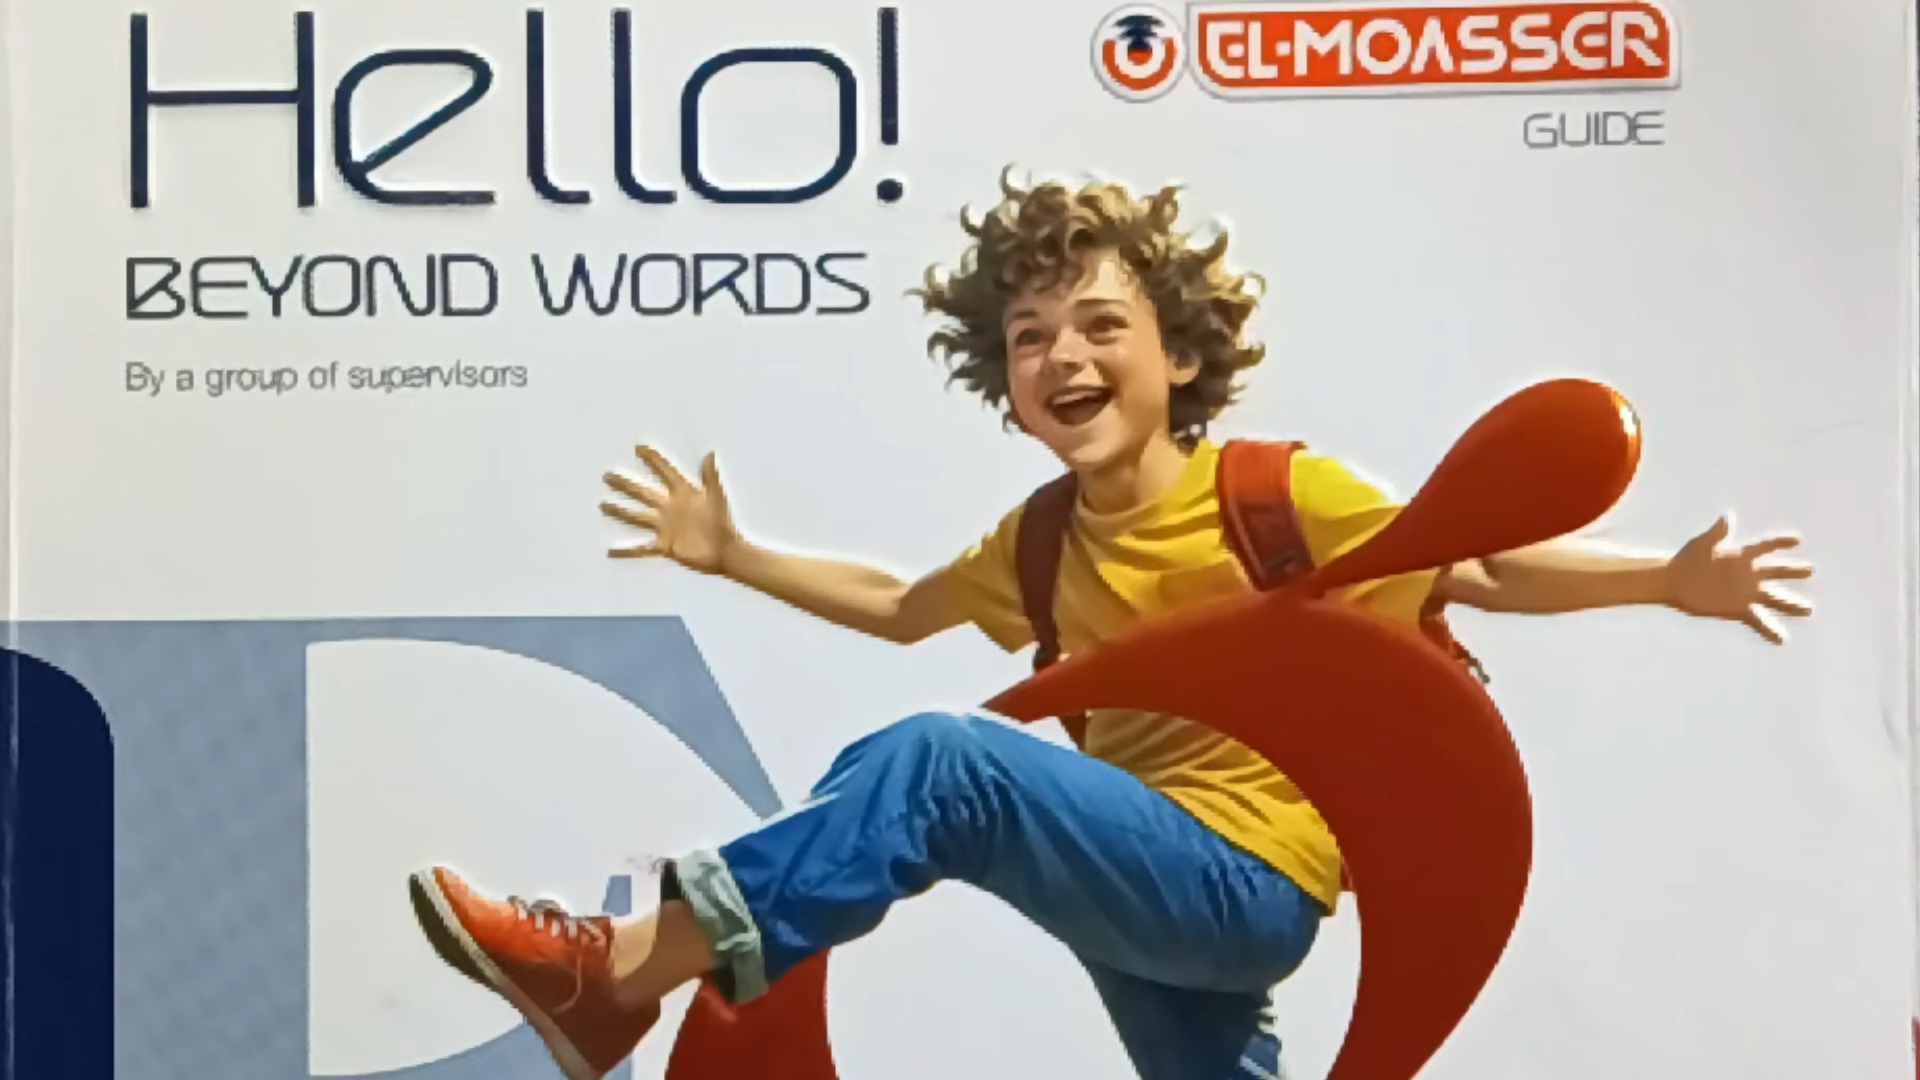 Hello!
BEYOND WORDS
By a group of supervisors
EL-MOASSER
GUIDE